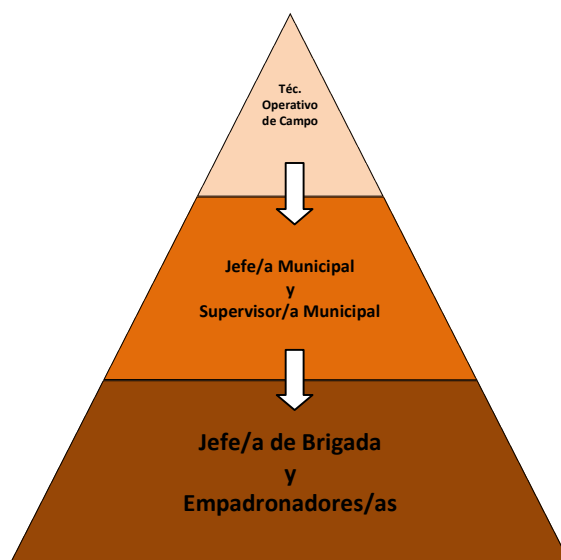 Téc.
Operativo
de Campo
Jefe/a Municipal
y
Supervisor/a Municipal
Jefe/a de Brigada
y
Empadronadores/as